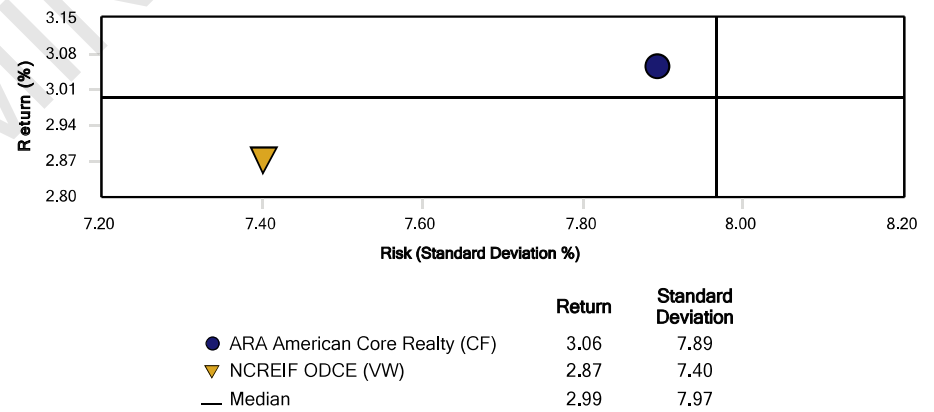 3.15
3.08
3.01
2.94
2.87
2.80
Return (%)
7.20 7.40 7.60 7.80 8.00 8.20
Risk (Standard Deviation %)
Return Standard Deviation
ARA American Core Realty (CF) 3.06 7.89
NCREIF ODCE (VW) 2.87 7.40
Median 2.99 7.97